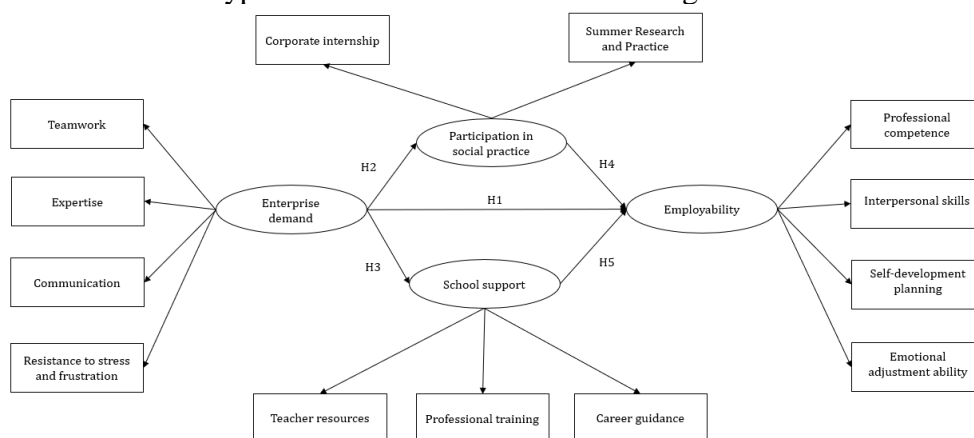 Corporate internship
Summer Research
and Practice
Teamwork
Participation in
social practice
Professional
competence
H2
H4
Expertise
Enterprise
demand
H1
Employability
Interpersonal skills
H3
H5
Communication
School support
Self-development
planning
Resistance to stress
and frustration
Emotional
adjustment ability
Teacher resources
Professional training
Career guidance